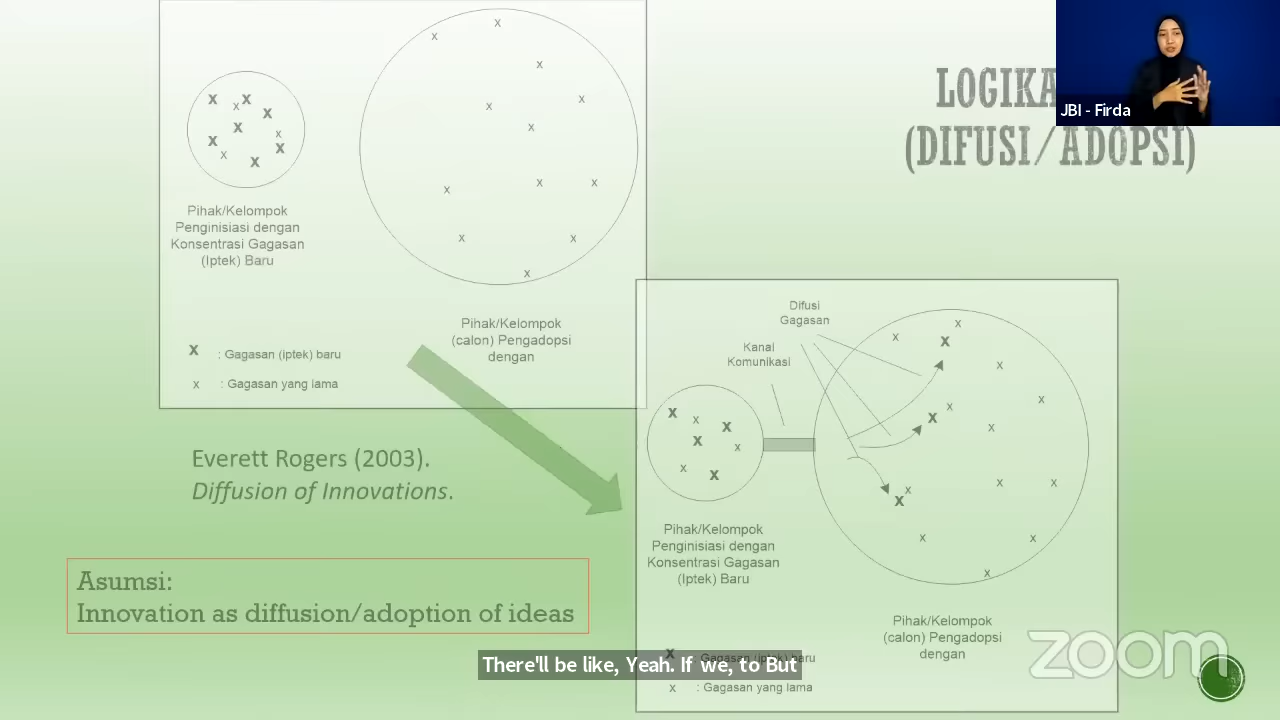 LOGIKA
(DIFUSI/ADOPSI)
JBI - Firda
Pihak/Kelompok
Penginisiasi dengan
Konsentrasi Gagasan
(Iptek) Baru
Pihak/Kelompok
(calon) Pengadopsi
dengan
x : Gagasan (iptek) baru
x : Gagasan yang lama
Everett Rogers (2003).
Diffusion of Innovations.
Asumsi:
Innovation as diffusion/adoption of ideas
Difusi
Gagasan
Kanal
Komunikasi
Pihak/Kelompok
Penginisiasi dengan
Konsentrasi Gagasan
(Iptek) Baru
Pihak/Kelompok
(calon) Pengadopsi
dengan
x : Gagasan (iptek) baru
x : Gagasan yang lama
There'll be like, Yeah. If we, to But
zoom